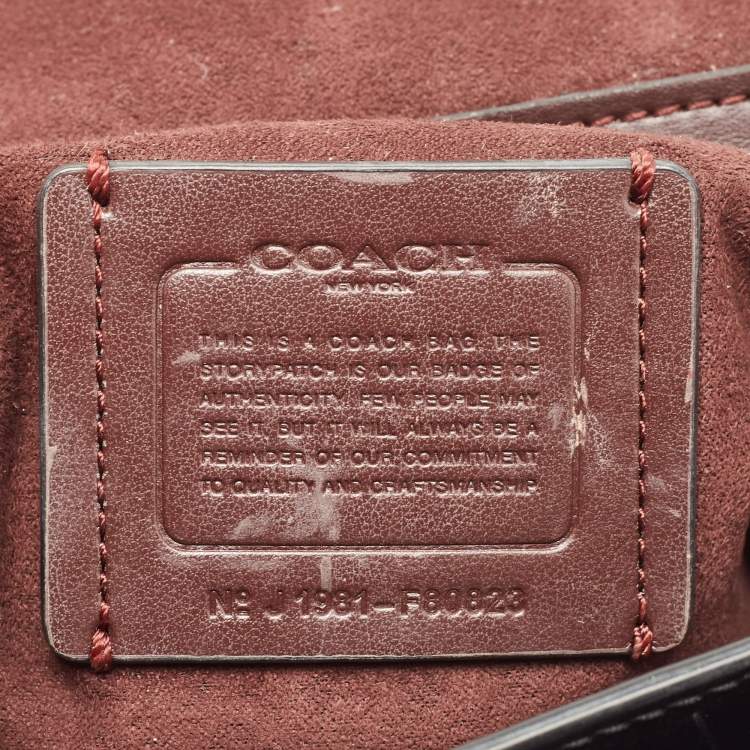 COACH
NEW YORK
THIS IS A COACH BAG. THE
STORYPATCH IS OUR BADGE OF
AUTHENTICITY. FEW PEOPLE MAY
SEE IT, BUT IT WILL ALWAYS BE A
REMINDER OF OUR COMMITMENT
TO QUALITY AND CRAFTSMANSHIP.
Nº J1981-F80823